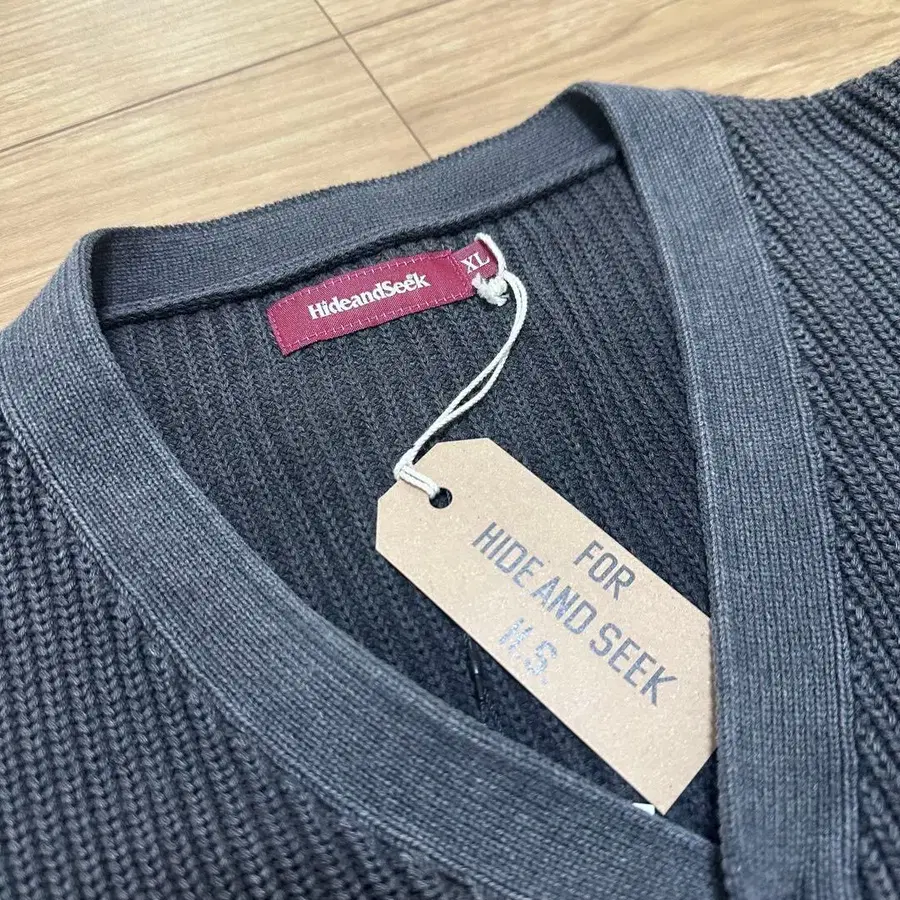 HideandSeek
XL
FOR
HIDE AND SEEK
H.S.